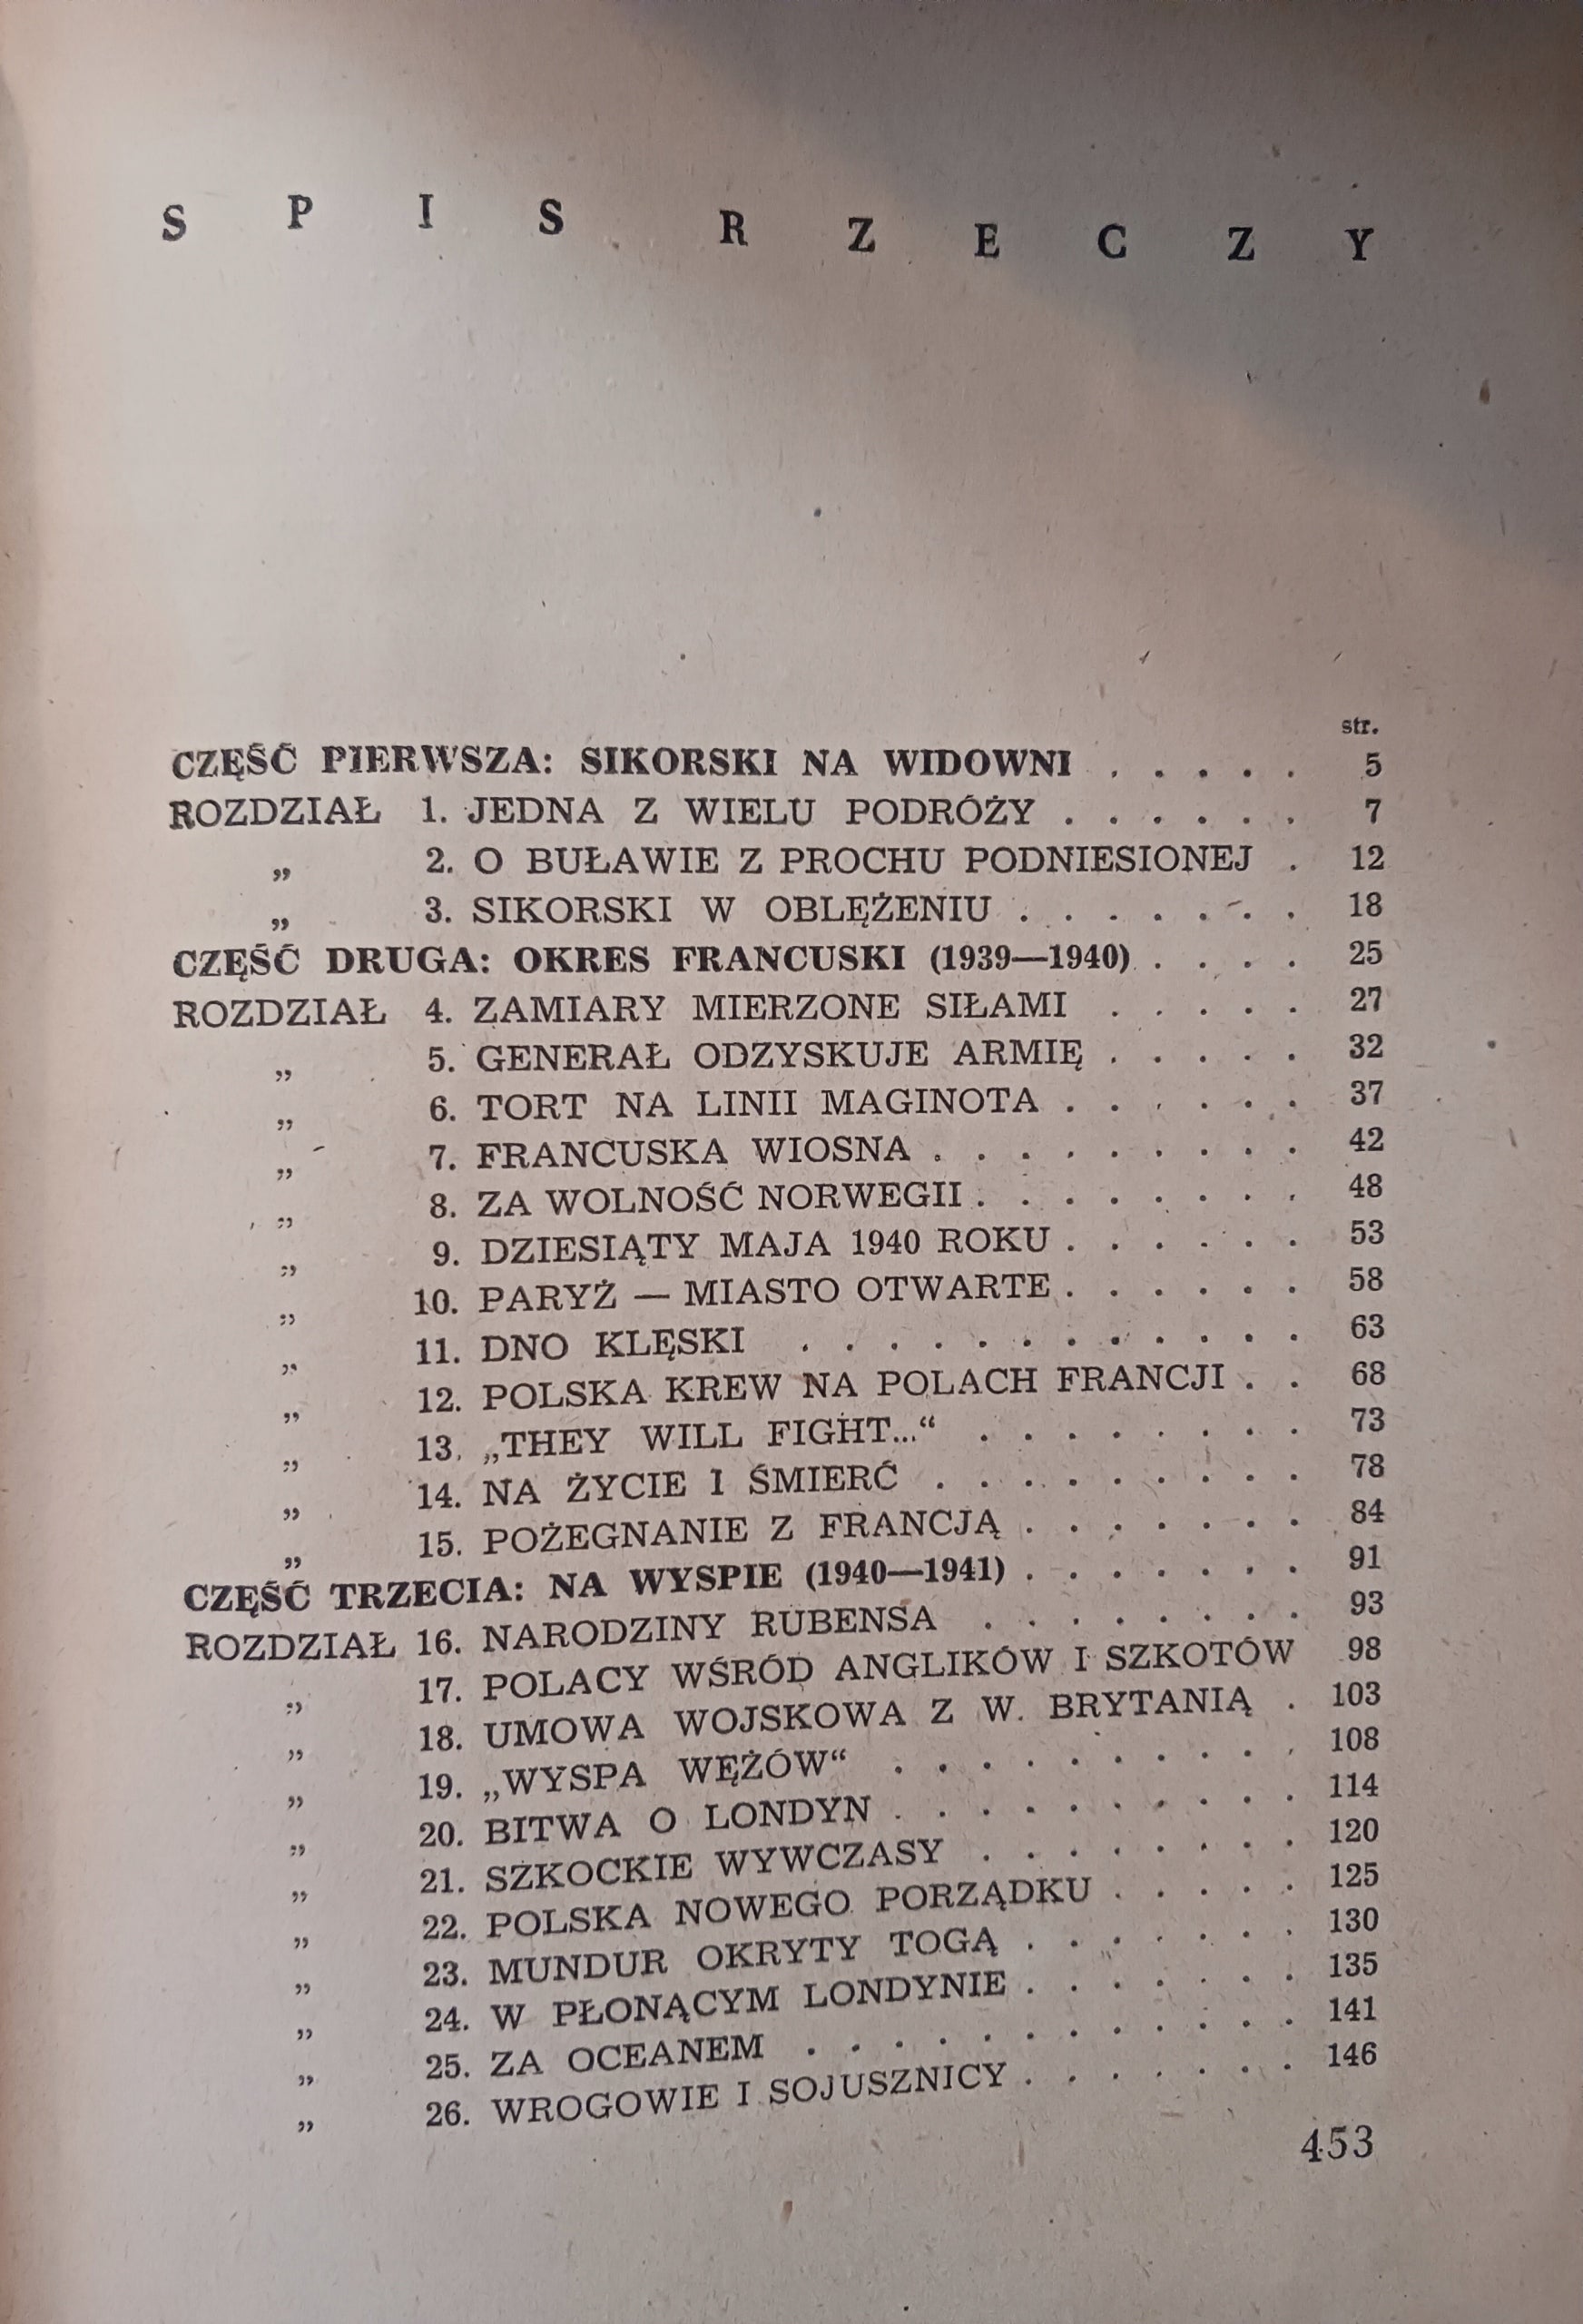 SPIS RZECZY
str.
CZĘŚĆ PIERWSZA: SIKORSKI NA WIDOWNI . . . . . 5
ROZDZIAŁ 1. JEDNA Z WIELU PODRÓŻY . . . . . . 7
„ 2. O BUŁAWIE Z PROCHU PODNIESIONEJ . 12
„ 3. SIKORSKI W OBLĘŻENIU . . . . . . . 18
CZĘŚĆ DRUGA: OKRES FRANCUSKI (1939—1940) . . . . 25
ROZDZIAŁ 4. ZAMIARY MIERZONE SIŁAMI . . . . . 27
„ 5. GENERAŁ ODZYSKUJE ARMIĘ . . . . . 32
„ 6. TORT NA LINII MAGINOTA . . . . . . 37
„ 7. FRANCUSKA WIOSNA . . . . . . . . . 42
„ 8. ZA WOLNOŚĆ NORWEGII . . . . . . . . 48
„ 9. DZIESIĄTY MAJA 1940 ROKU . . . . . . 53
„ 10. PARYŻ — MIASTO OTWARTE . . . . . . 58
„ 11. DNO KLĘSKI . . . . . . . . . . . . 63
„ 12. POLSKA KREW NA POLACH FRANCJI . . 68
„ 13. „THEY WILL FIGHT...“ . . . . . . . . 73
„ 14. NA ŻYCIE I ŚMIERĆ . . . . . . . . . 78
„ 15. POŻEGNANIE Z FRANCJĄ . . . . . . . 84
CZĘŚĆ TRZECIA: NA WYSPIE (1940—1941) . . . . . . . 91
ROZDZIAŁ 16. NARODZINY RUBENSA . . . . . . . . 93
„ 17. POLACY WŚRÓD ANGLIKÓW I SZKOTÓW 98
„ 18. UMOWA WOJSKOWA Z W. BRYTANIĄ . 103
„ 19. „WYSPA WĘŻÓW“ . . . . . . . . . . 108
„ 20. BITWA O LONDYN . . . . . . . . . . 114
„ 21. SZKOCKIE WYWCZASY . . . . . . . . 120
„ 22. POLSKA NOWEGO PORZĄDKU . . . . . 125
„ 23. MUNDUR OKRYTY TOGĄ . . . . . . . 130
„ 24. W PŁONĄCYM LONDYNIE . . . . . . . 135
„ 25. ZA OCEANEM . . . . . . . . . . . . 141
„ 26. WROGOWIE I SOJUSZNICY . . . . . . . 146
453